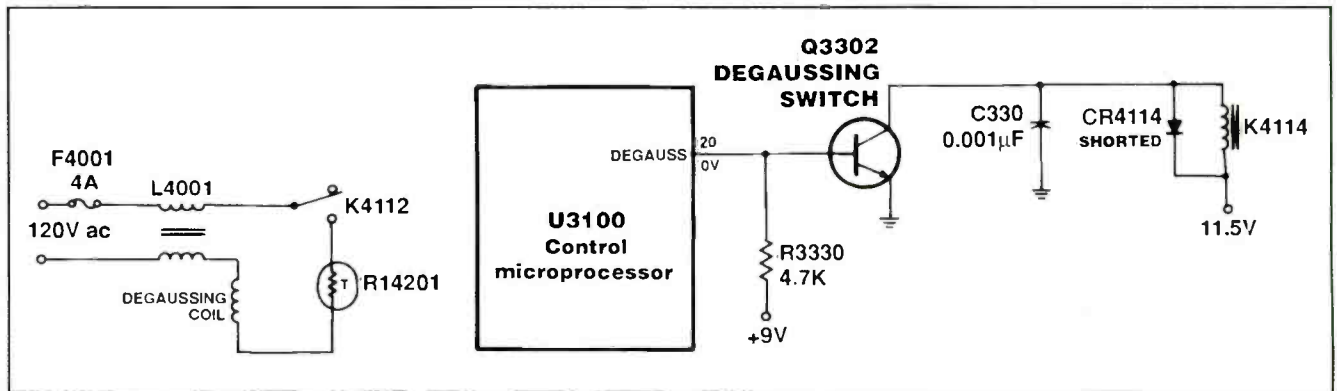 F4001
4A
L4001
120V ac
K4112
T
R14201
DEGAUSSING
COIL
U3100
Control
microprocessor
DEGAUSS
20
0V
R3330
4.7K
+9V
Q3302
DEGAUSSING
SWITCH
C330
0.001µF
CR4114
SHORTED
K4114
11.5V